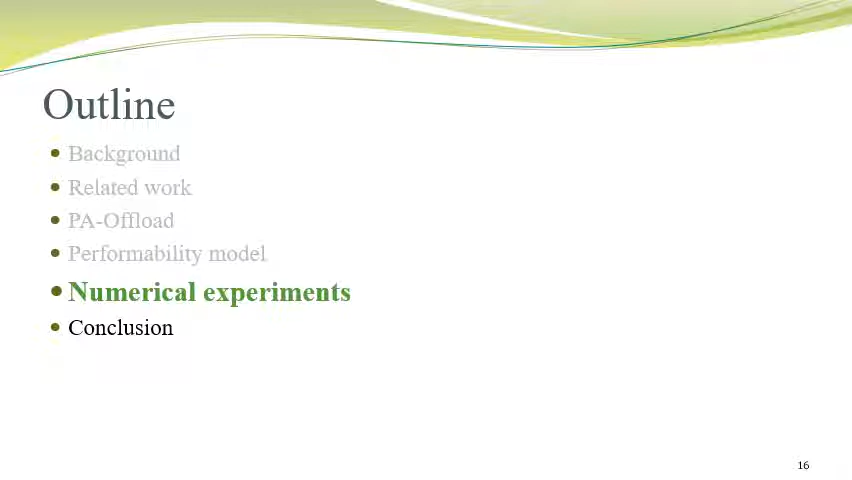 Outline
Background
Related work
PA-Offload
Performability model
Numerical experiments
Conclusion
16